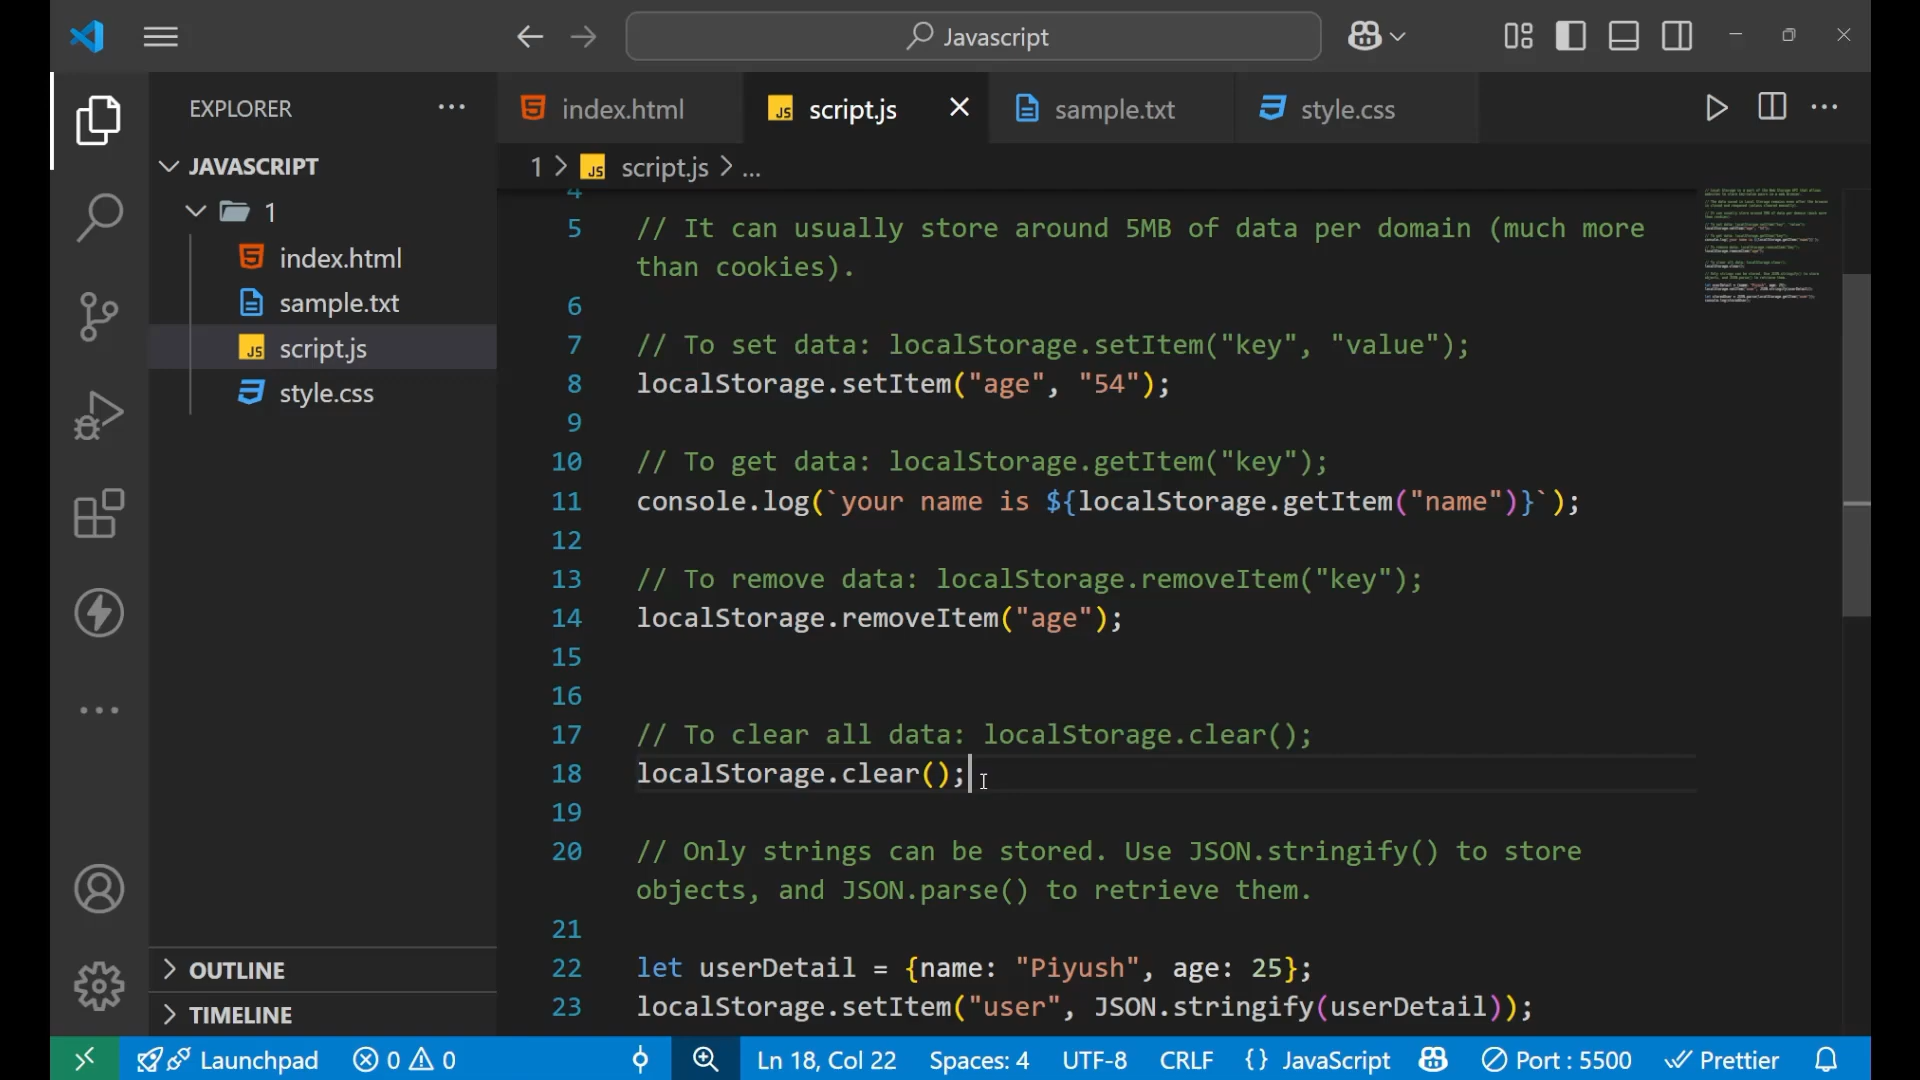 Javascript
EXPLORER
index.html
script.js
sample.txt
style.css
JAVASCRIPT
1 > script.js > ...
1
index.html
sample.txt
script.js
style.css
4
5 // It can usually store around 5MB of data per domain (much more
than cookies).
6
7 // To set data: localStorage.setItem("key", "value");
8 localStorage.setItem("age", "54");
9
10 // To get data: localStorage.getItem("key");
11 console.log(`your name is ${localStorage.getItem("name")}`);
12
13 // To remove data: localStorage.removeItem("key");
14 localStorage.removeItem("age");
15
16
17 // To clear all data: localStorage.clear();
18 localStorage.clear();
19
20 // Only strings can be stored. Use JSON.stringify() to store
objects, and JSON.parse() to retrieve them.
21
22 let userDetail = {name: "Piyush", age: 25};
23 localStorage.setItem("user", JSON.stringify(userDetail));
OUTLINE
TIMELINE
Launchpad 0 0 Ln 18, Col 22 Spaces: 4 UTF-8 CRLF {} JavaScript Port : 5500 Prettier